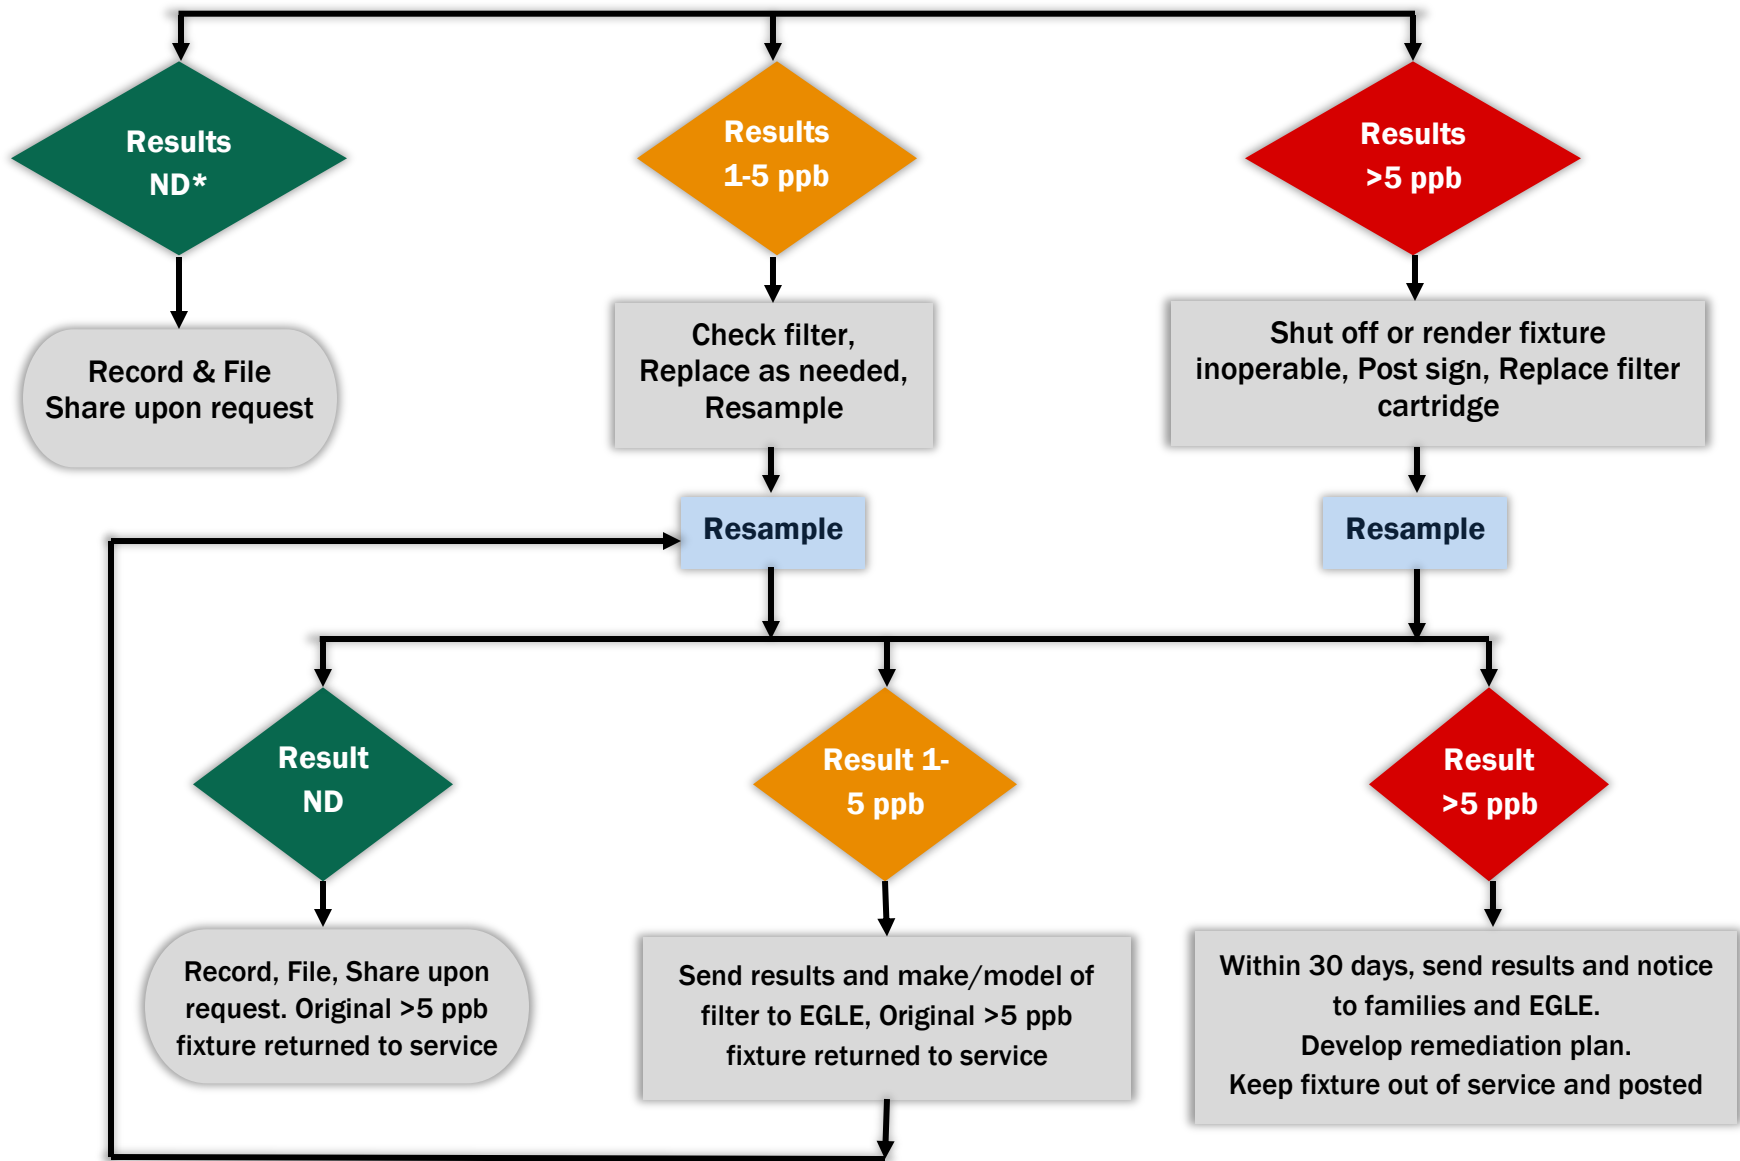 Results
ND*
Results
1-5 ppb
Results
>5 ppb
Record & File
Share upon request
Check filter,
Replace as needed,
Resample
Shut off or render fixture
inoperable, Post sign, Replace filter
cartridge
Resample
Resample
Result
ND
Result 1-
5 ppb
Result
>5 ppb
Record, File, Share upon
request. Original >5 ppb
fixture returned to service
Send results and make/model of
filter to EGLE, Original >5 ppb
fixture returned to service
Within 30 days, send results and notice
to families and EGLE.
Develop remediation plan.
Keep fixture out of service and posted